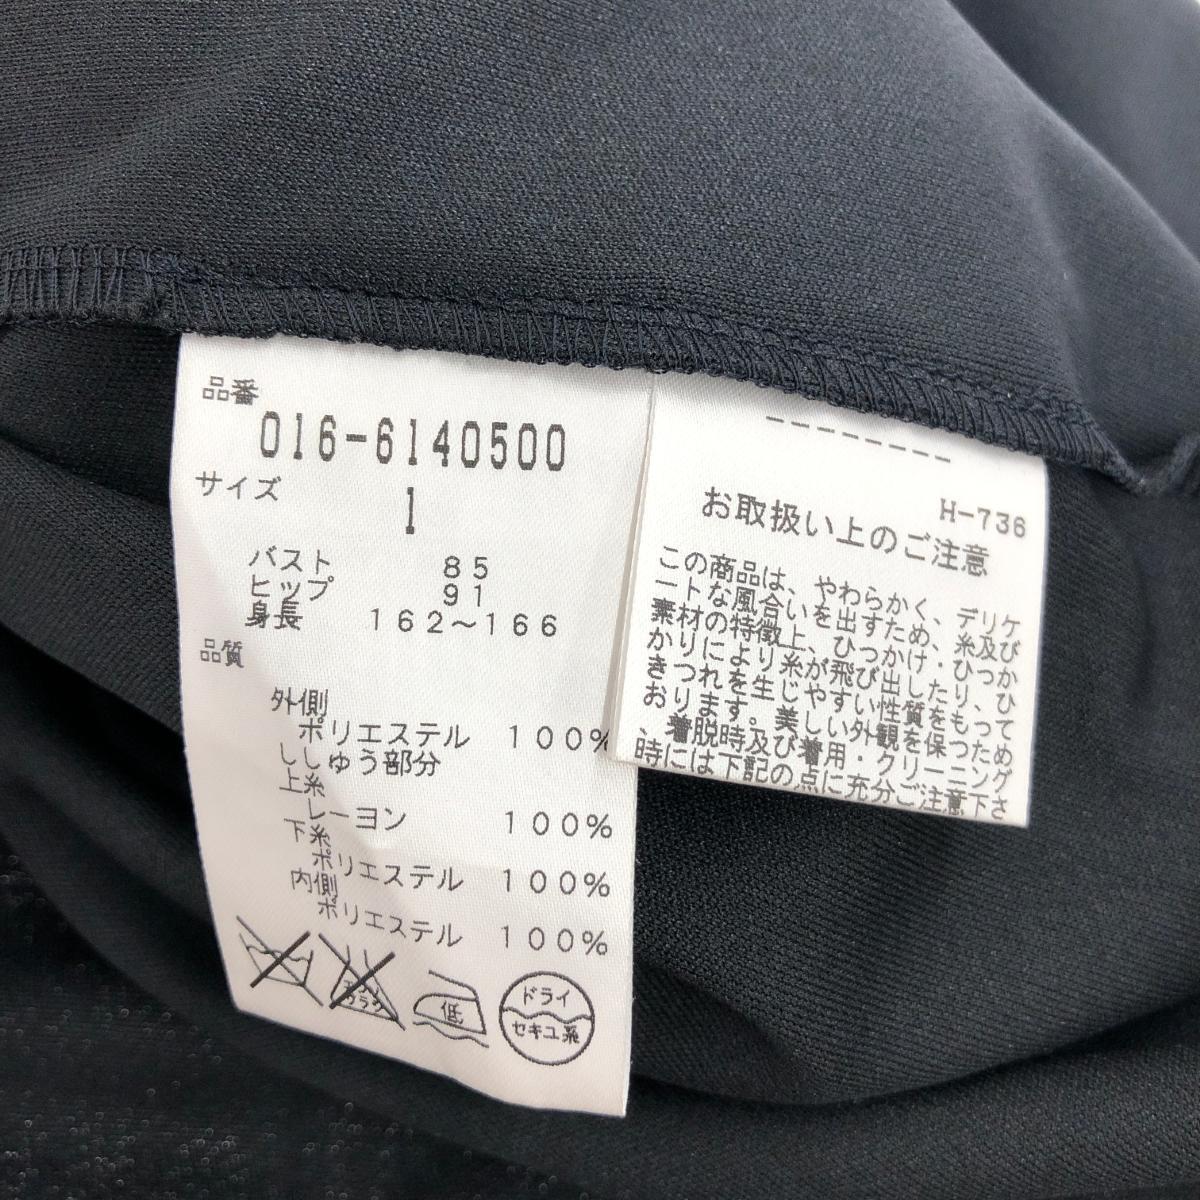 品番
016-6140500
サイズ
1
バスト 85
ヒップ 91
身長 162～166
品質
外側
ポリエステル 100%
ししゅう部分
上糸
レーヨン 100%
下糸
ポリエステル 100%
内側
ポリエステル 100%
エンソ
サラシ
低
ドライ
セキユ系
-------
H-736
お取扱い上のご注意
この商品は、やわらかく、デリケ
ートな風合いを出すため、糸及び
素材の特徴上、ひっかけ・ひっか
かりにより糸が飛び出したり、ひ
きつれを生じやすい性質をもって
おります。美しい外観を保つため
、着脱時及び着用・クリーニング
時には下記の点に充分ご注意下さ